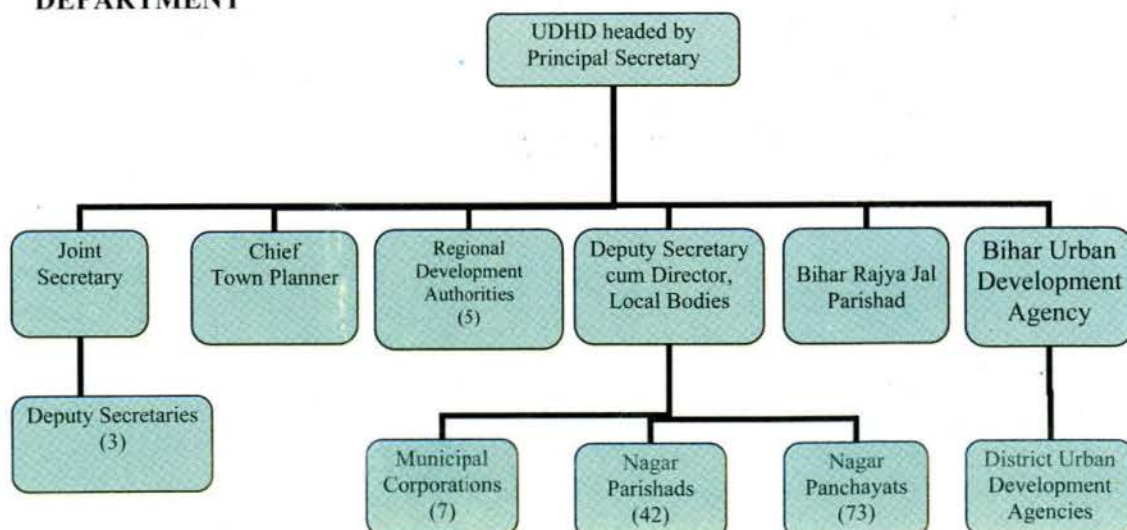 DEPARTMENT
UDHD headed by
Principal Secretary
Joint
Secretary
Chief
Town Planner
Regional
Development
Authorities
(5)
Deputy Secretary
cum Director,
Local Bodies
Bihar Rajya Jal
Parishad
Bihar Urban
Development
Agency
Deputy Secretaries
(3)
Municipal
Corporations
(7)
Nagar
Parishads
(42)
Nagar
Panchayats
(73)
District Urban
Development
Agencies